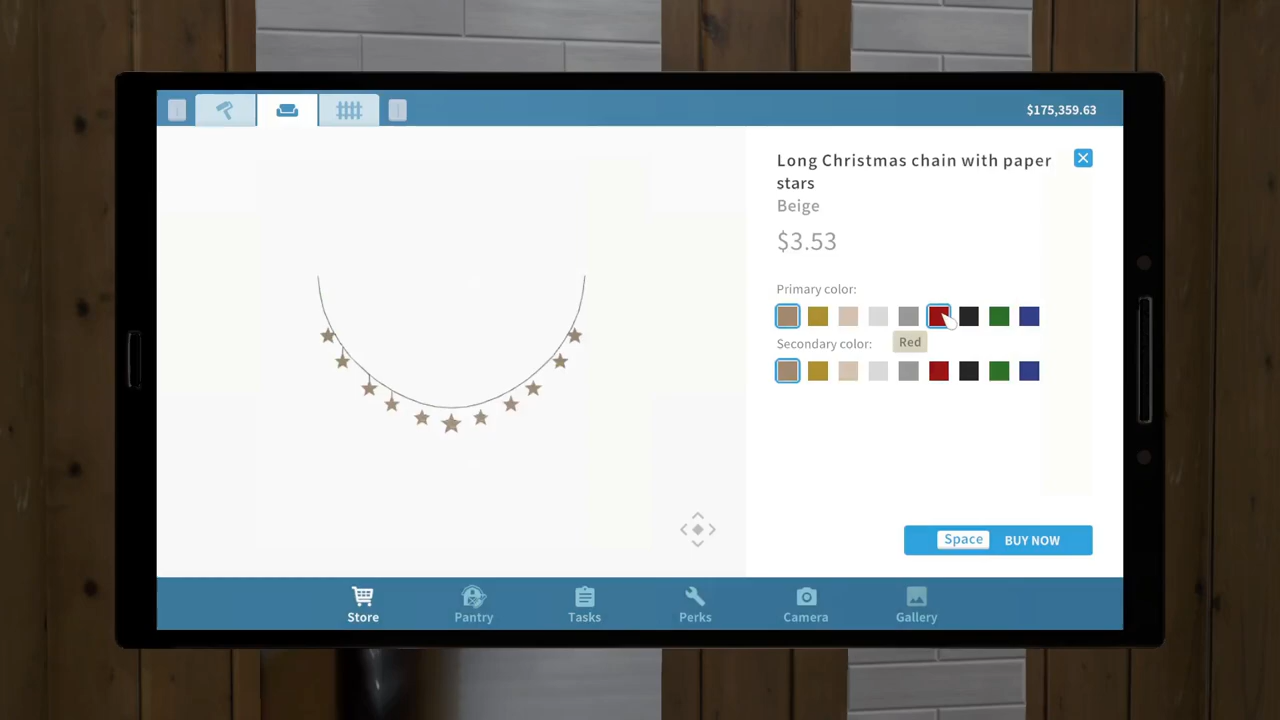 $175,359.63
Long Christmas chain with paper
stars
Beige
$3.53
Primary color:
Secondary color:
Red
Space BUY NOW
Store Pantry Tasks Perks Camera Gallery